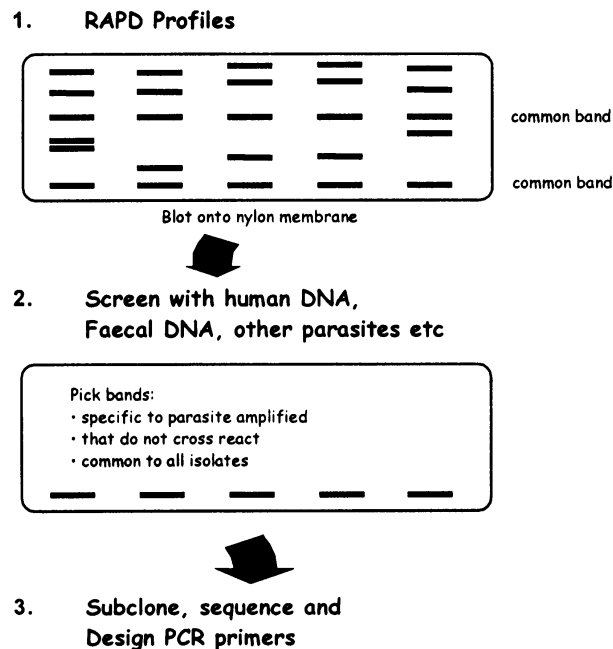 1. RAPD Profiles
common band
common band
Blot onto nylon membrane
2. Screen with human DNA,
Faecal DNA, other parasites etc
Pick bands:
· specific to parasite amplified
· that do not cross react
· common to all isolates
3. Subclone, sequence and
Design PCR primers